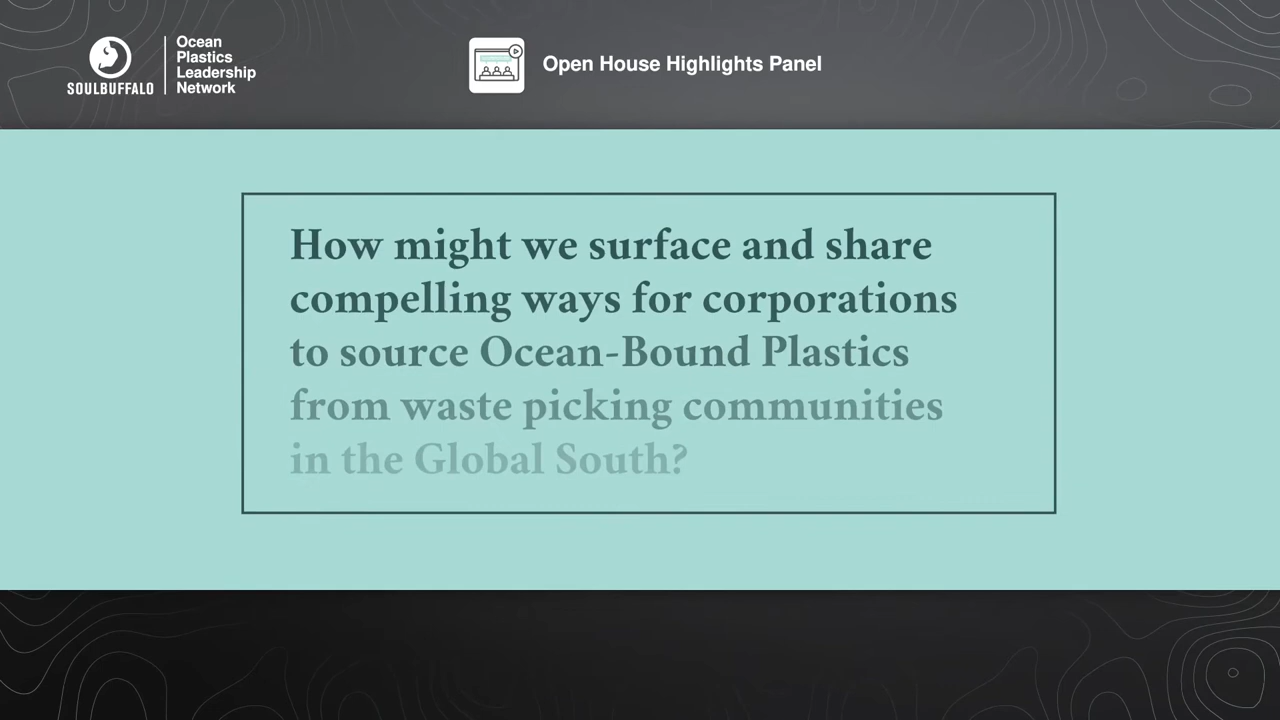 SOULBUFFALO
Ocean
Plastics
Leadership
Network
Open House Highlights Panel
How might we surface and share
compelling ways for corporations
to source Ocean-Bound Plastics
from waste picking communities
in the Global South?